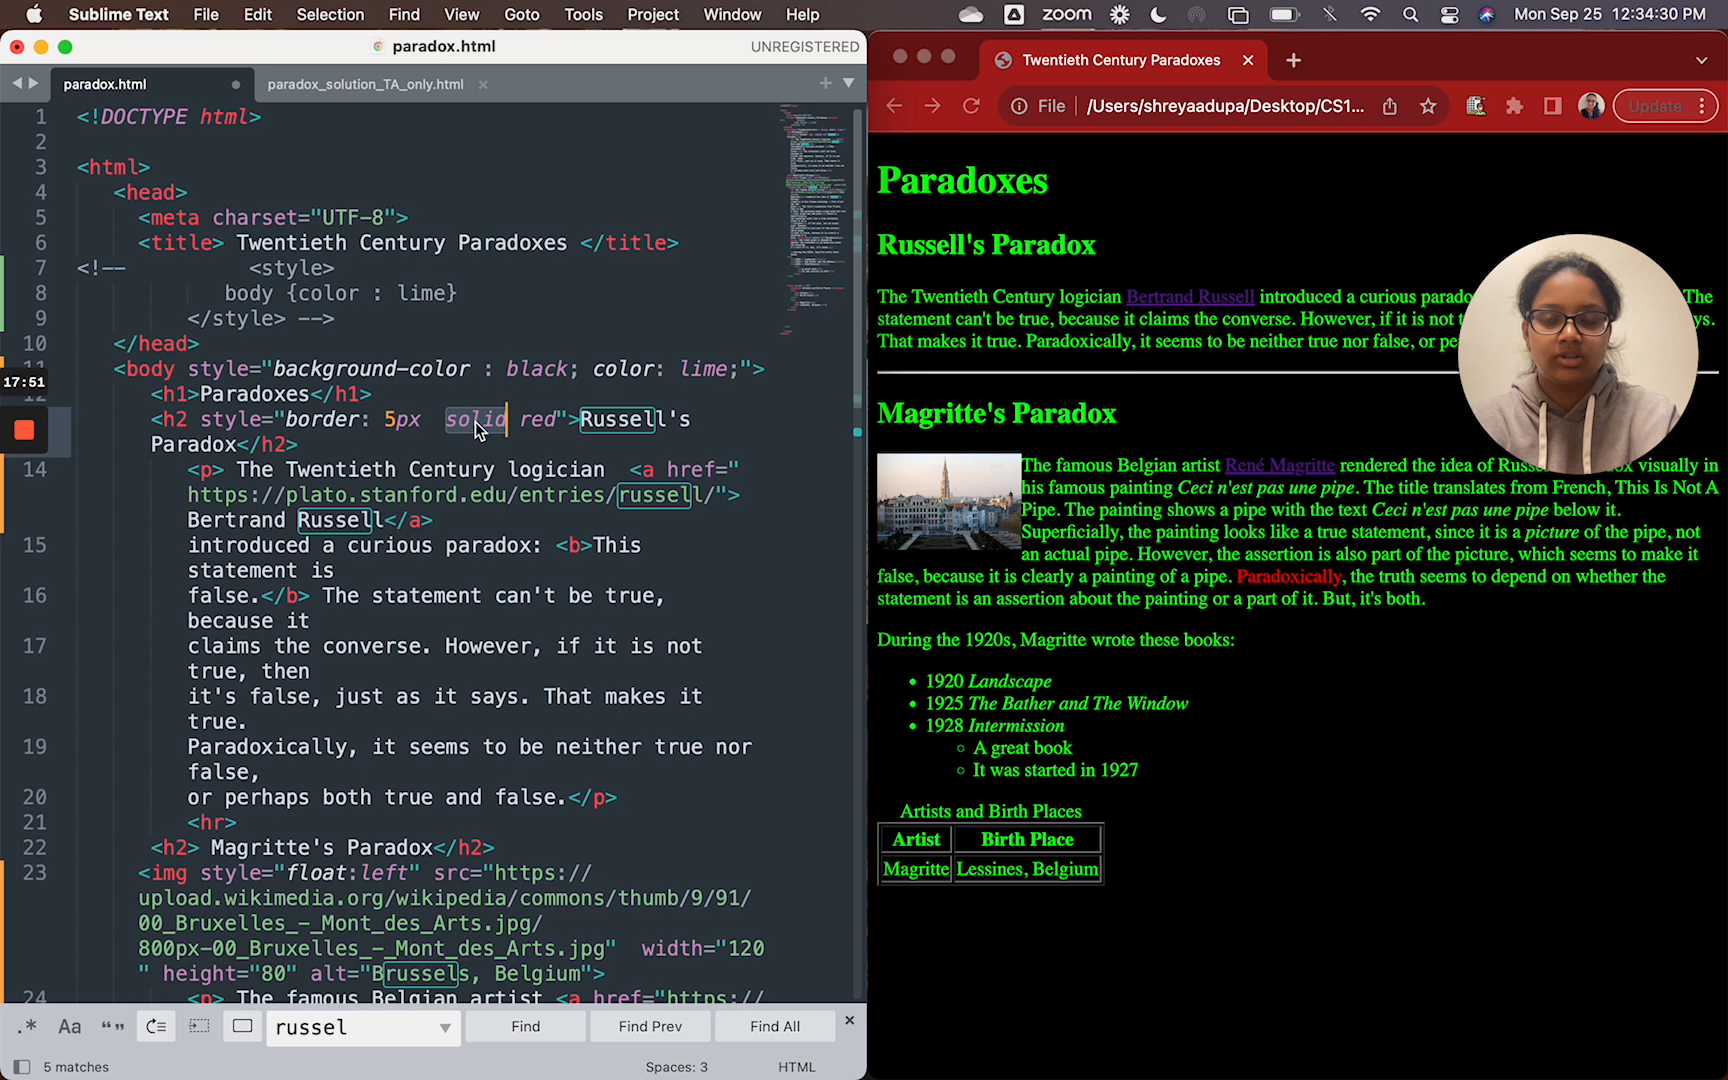 Sublime Text File Edit Selection Find View Goto Tools Project Window Help
zoom Mon Sep 25 12:34:30 PM
paradox.html UNREGISTERED
paradox.html paradox_solution_TA_only.html
1 <!DOCTYPE html>
2
3 <html>
4 <head>
5 <meta charset="UTF-8">
6 <title> Twentieth Century Paradoxes </title>
7 <!-- <style>
8 body {color : lime}
9 </style> -->
10 </head>
<body style="background-color : black; color: lime;">
17:51
<h1>Paradoxes</h1>
<h2 style="border: 5px solid red">Russell's
Paradox</h2>
14 <p> The Twentieth Century logician <a href="
https://plato.stanford.edu/entries/russell/">
Bertrand Russell</a>
15 introduced a curious paradox: <b>This
statement is
16 false.</b> The statement can't be true,
because it
17 claims the converse. However, if it is not
true, then
18 it's false, just as it says. That makes it
true.
19 Paradoxically, it seems to be neither true nor
false,
20 or perhaps both true and false.</p>
21 <hr>
22 <h2> Magritte's Paradox</h2>
23 <img style="float:left" src="https://
upload.wikimedia.org/wikipedia/commons/thumb/9/91/
00_Bruxelles_-_Mont_des_Arts.jpg/
800px-00_Bruxelles_-_Mont_des_Arts.jpg" width="120
" height="80" alt="Brussels, Belgium">
24 <p> The famous Belgian artist <a href="https://
.* Aa “” russel Find Find Prev Find All
5 matches Spaces: 3 HTML
Twentieth Century Paradoxes
File /Users/shreyaadupa/Desktop/CS1... Update
Paradoxes
Russell's Paradox
The Twentieth Century logician Bertrand Russell introduced a curious parado The
statement can't be true, because it claims the converse. However, if it is not t ys.
That makes it true. Paradoxically, it seems to be neither true nor false, or pe
Magritte's Paradox
The famous Belgian artist René Magritte rendered the idea of Russ x visually in
his famous painting Ceci n'est pas une pipe. The title translates from French, This Is Not A
Pipe. The painting shows a pipe with the text Ceci n'est pas une pipe below it.
Superficially, the painting looks like a true statement, since it is a picture of the pipe, not
an actual pipe. However, the assertion is also part of the picture, which seems to make it
false, because it is clearly a painting of a pipe. Paradoxically, the truth seems to depend on whether the
statement is an assertion about the painting or a part of it. But, it's both.
During the 1920s, Magritte wrote these books:
• 1920 Landscape
• 1925 The Bather and The Window
• 1928 Intermission
○ A great book
○ It was started in 1927
Artists and Birth Places
Artist Birth Place
Magritte Lessines, Belgium